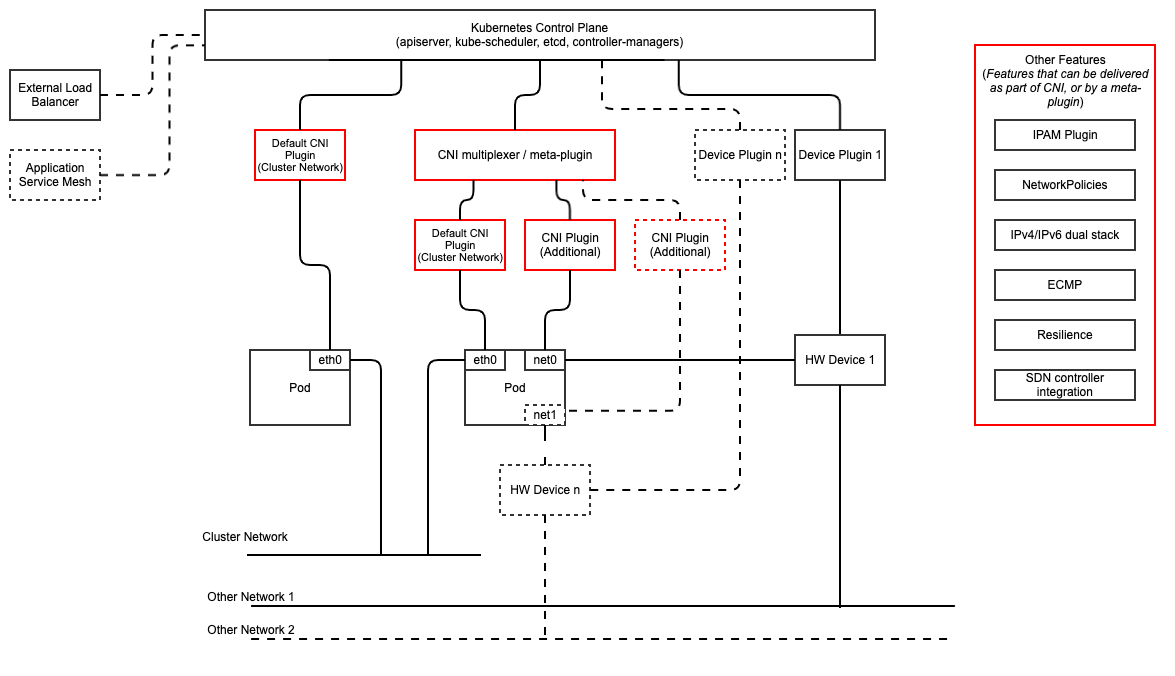 Kubernetes Control Plane
(apiserver, kube-scheduler, etcd, controller-managers)
External Load
Balancer
Application
Service Mesh
Default CNI
Plugin
(Cluster Network)
CNI multiplexer / meta-plugin
Device Plugin n
Device Plugin 1
Default CNI
Plugin
(Cluster Network)
CNI Plugin
(Additional)
CNI Plugin
(Additional)
eth0
Pod
eth0
net0
Pod
net1
HW Device 1
HW Device n
Cluster Network
Other Network 1
Other Network 2
Other Features
(Features that can be delivered
as part of CNI, or by a meta-
plugin)
IPAM Plugin
NetworkPolicies
IPv4/IPv6 dual stack
ECMP
Resilience
SDN controller
integration